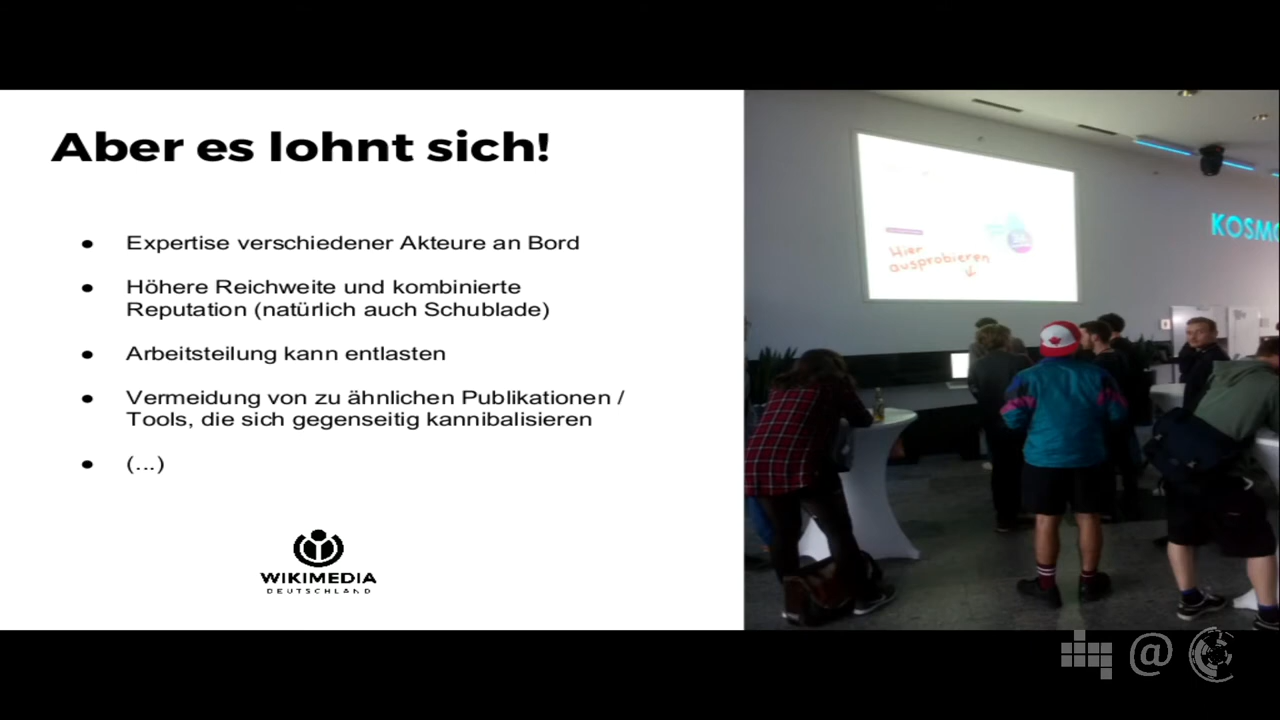 Aber es lohnt sich!
● Expertise verschiedener Akteure an Bord
● Höhere Reichweite und kombinierte
Reputation (natürlich auch Schublade)
● Arbeitsteilung kann entlasten
● Vermeidung von zu ähnlichen Publikationen /
Tools, die sich gegenseitig kannibalisieren
● (...)
WIKIMEDIA
DEUTSCHLAND
Hier
ausprobieren
KOSMO
@